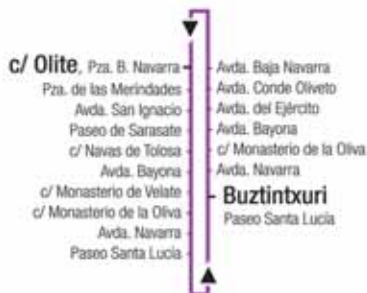 c/ Olite, Pza. B. Navarra
Pza. de las Merindades
Avda. San Ignacio
Paseo de Sarasate
c/ Navas de Tolosa
Avda. Bayona
c/ Monasterio de Velate
c/ Monasterio de la Oliva
Avda. Navarra
Paseo Santa Lucía
Avda. Baja Navarra
Avda. Conde Oliveto
Avda. del Ejército
Avda. Bayona
c/ Monasterio de la Oliva
Avda. Navarra
Buztintxuri
Paseo Santa Lucía